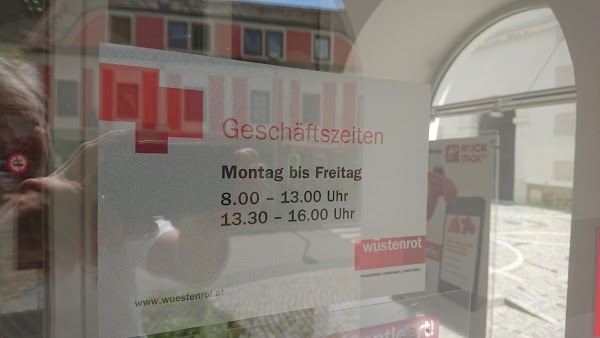 Geschäftszeiten
Montag bis Freitag
8.00 – 13.00 Uhr
13.30 – 16.00 Uhr
wüstenrot
www.wuestenrot.at